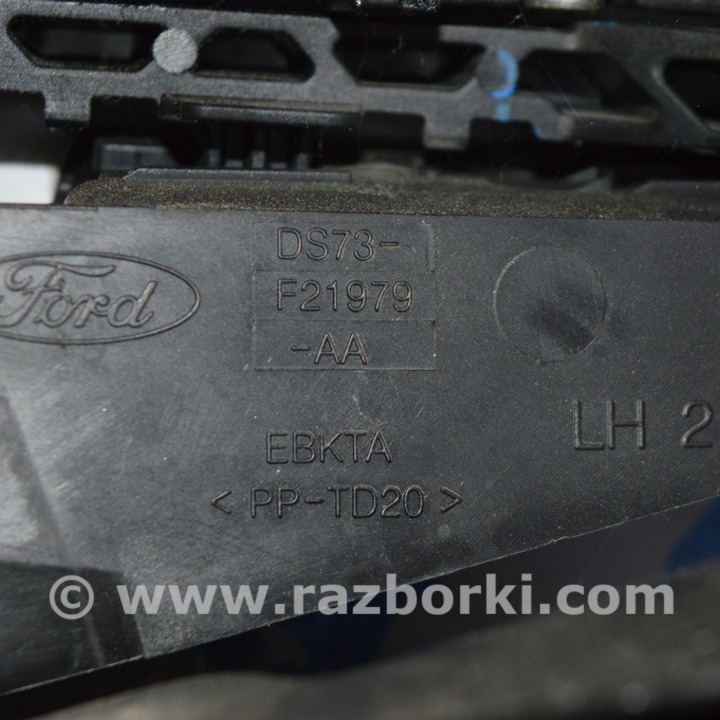 DS73-
Ford
F21979
-AA
LH 2
EBKTA
< PP-TD20 >
© www.razborki.com